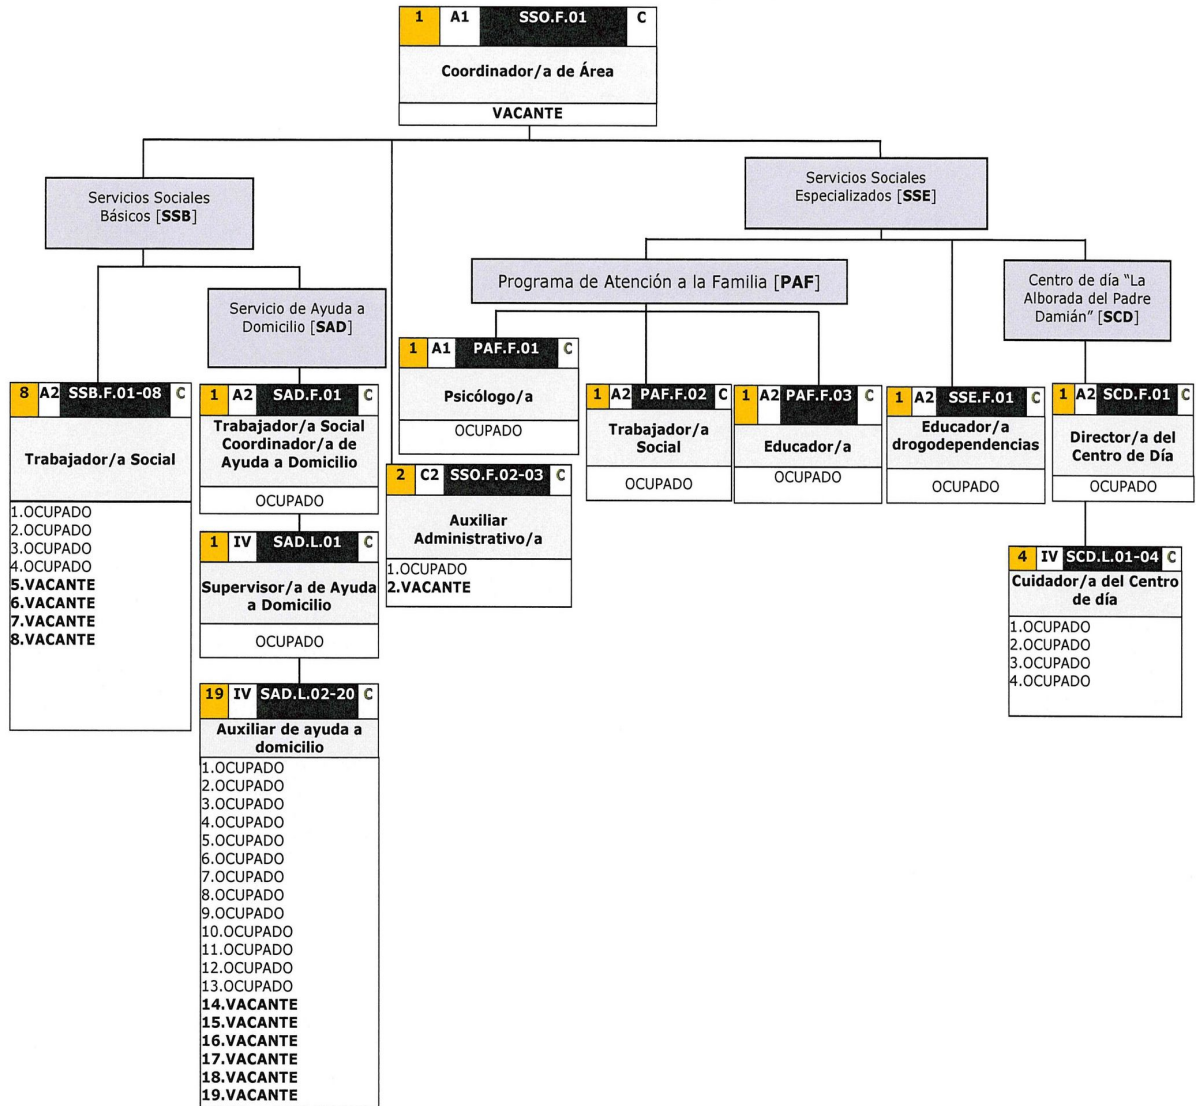 1 A1 SSO.F.01 C
Coordinador/a de Área
VACANTE
Servicios Sociales
Básicos [SSB]
Servicios Sociales
Especializados [SSE]
Servicio de Ayuda a
Domicilio [SAD]
Programa de Atención a la Familia [PAF]
Centro de día "La
Alborada del Padre
Damián" [SCD]
8 A2 SSB.F.01-08 C
Trabajador/a Social
1.OCUPADO
2.OCUPADO
3.OCUPADO
4.OCUPADO
5.VACANTE
6.VACANTE
7.VACANTE
8.VACANTE
1 A2 SAD.F.01 C
Trabajador/a Social
Coordinador/a de
Ayuda a Domicilio
OCUPADO
1 IV SAD.L.01 C
Supervisor/a de Ayuda
a Domicilio
OCUPADO
19 IV SAD.L.02-20 C
Auxiliar de ayuda a
domicilio
1.OCUPADO
2.OCUPADO
3.OCUPADO
4.OCUPADO
5.OCUPADO
6.OCUPADO
7.OCUPADO
8.OCUPADO
9.OCUPADO
10.OCUPADO
11.OCUPADO
12.OCUPADO
13.OCUPADO
14.VACANTE
15.VACANTE
16.VACANTE
17.VACANTE
18.VACANTE
19.VACANTE
1 A1 PAF.F.01 C
Psicólogo/a
OCUPADO
2 C2 SSO.F.02-03 C
Auxiliar
Administrativo/a
1.OCUPADO
2.VACANTE
1 A2 PAF.F.02 C
Trabajador/a
Social
OCUPADO
1 A2 PAF.F.03 C
Educador/a
OCUPADO
1 A2 SSE.F.01 C
Educador/a
drogodependencias
OCUPADO
1 A2 SCD.F.01 C
Director/a del
Centro de Día
OCUPADO
4 IV SCD.L.01-04 C
Cuidador/a del Centro
de día
1.OCUPADO
2.OCUPADO
3.OCUPADO
4.OCUPADO